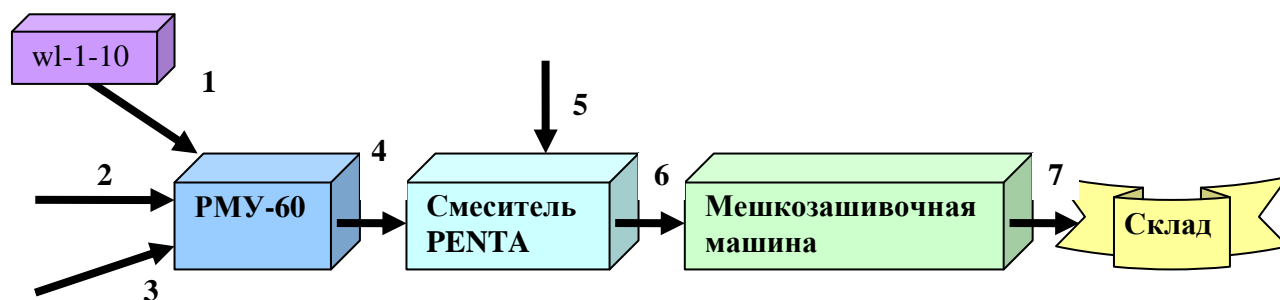 wl-1-10
1
5
2
4
6
7
РМУ-60
Смеситель
PENTA
Мешкозашивочная
машина
Склад
3